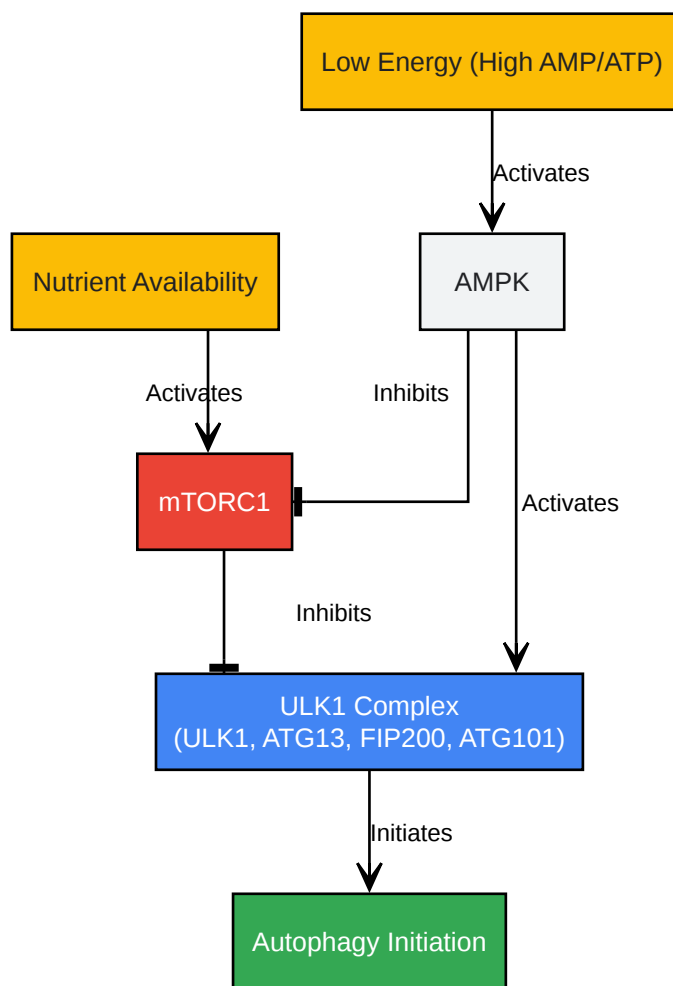 Low Energy (High AMP/ATP)
Activates
Nutrient Availability
AMPK
Activates
Inhibits
mTORC1
Activates
Inhibits
ULK1 Complex
(ULK1, ATG13, FIP200, ATG101)
Initiates
Autophagy Initiation